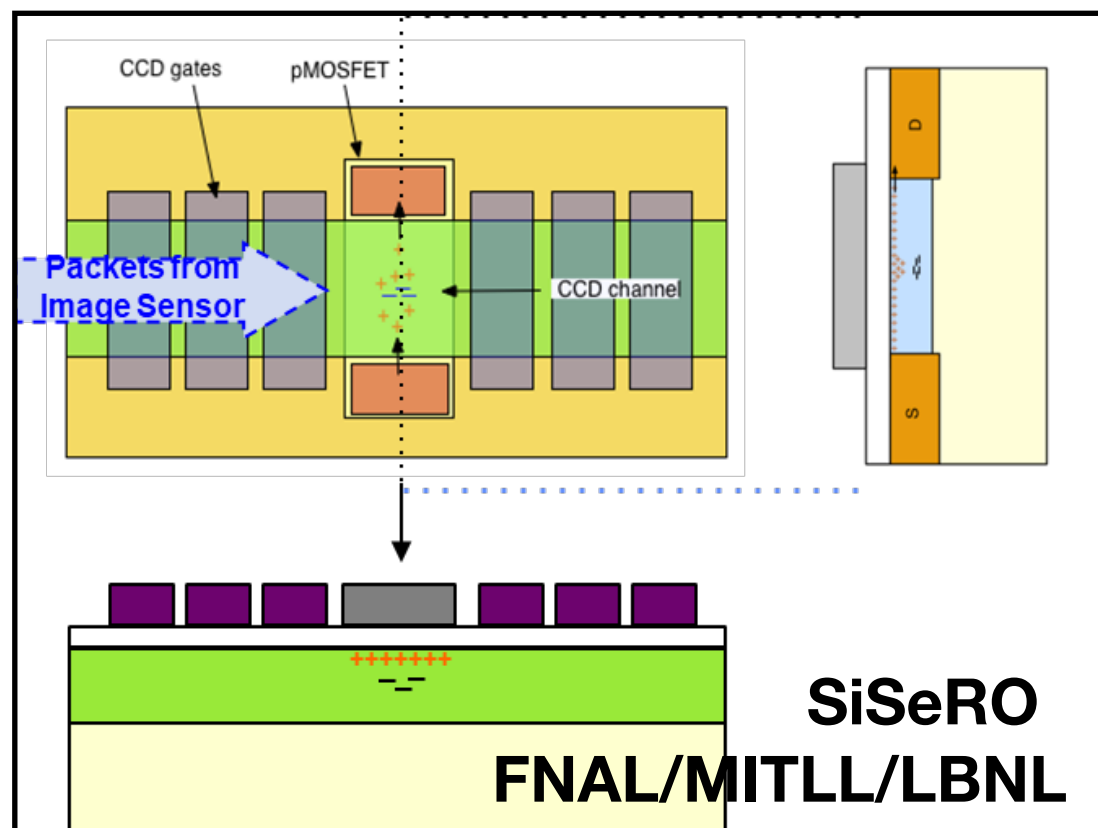 CCD gates
pMOSFET
Packets from
Image Sensor
CCD channel
D
S
SiSeRO
FNAL/MITLL/LBNL